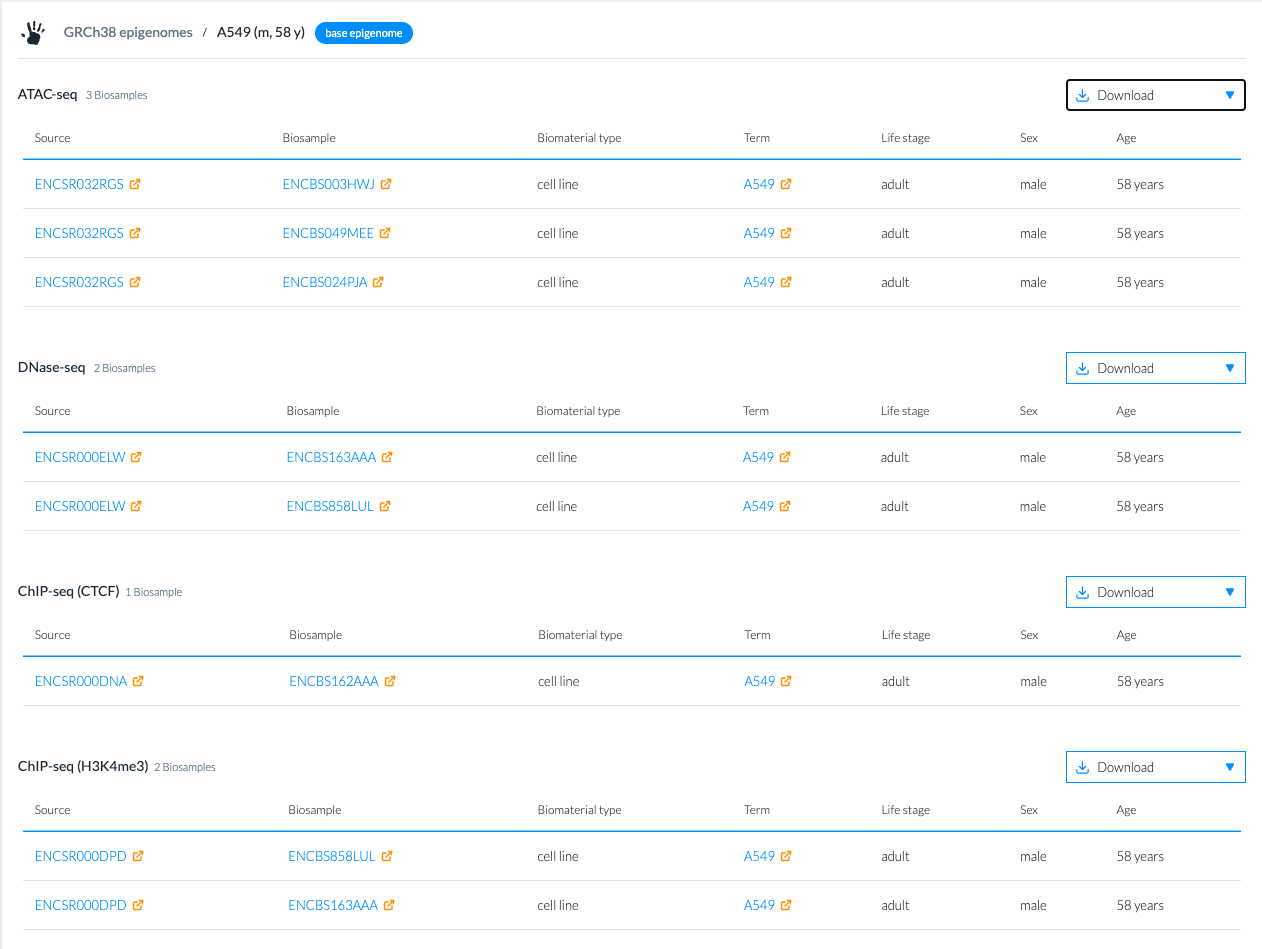 GRCh38 epigenomes / A549 (m, 58 y) base epigenome
ATAC-seq 3 Biosamples Download
Source Biosample Biomaterial type Term Life stage Sex Age
ENCSR032RGS ENCBS003HWJ cell line A549 adult male 58 years
ENCSR032RGS ENCBS049MEE cell line A549 adult male 58 years
ENCSR032RGS ENCBS024PJA cell line A549 adult male 58 years
DNase-seq 2 Biosamples Download
Source Biosample Biomaterial type Term Life stage Sex Age
ENCSR000ELW ENCBS163AAA cell line A549 adult male 58 years
ENCSR000ELW ENCBS858LUL cell line A549 adult male 58 years
ChIP-seq (CTCF) 1 Biosample Download
Source Biosample Biomaterial type Term Life stage Sex Age
ENCSR000DNA ENCBS162AAA cell line A549 adult male 58 years
ChIP-seq (H3K4me3) 2 Biosamples Download
Source Biosample Biomaterial type Term Life stage Sex Age
ENCSR000DPD ENCBS858LUL cell line A549 adult male 58 years
ENCSR000DPD ENCBS163AAA cell line A549 adult male 58 years